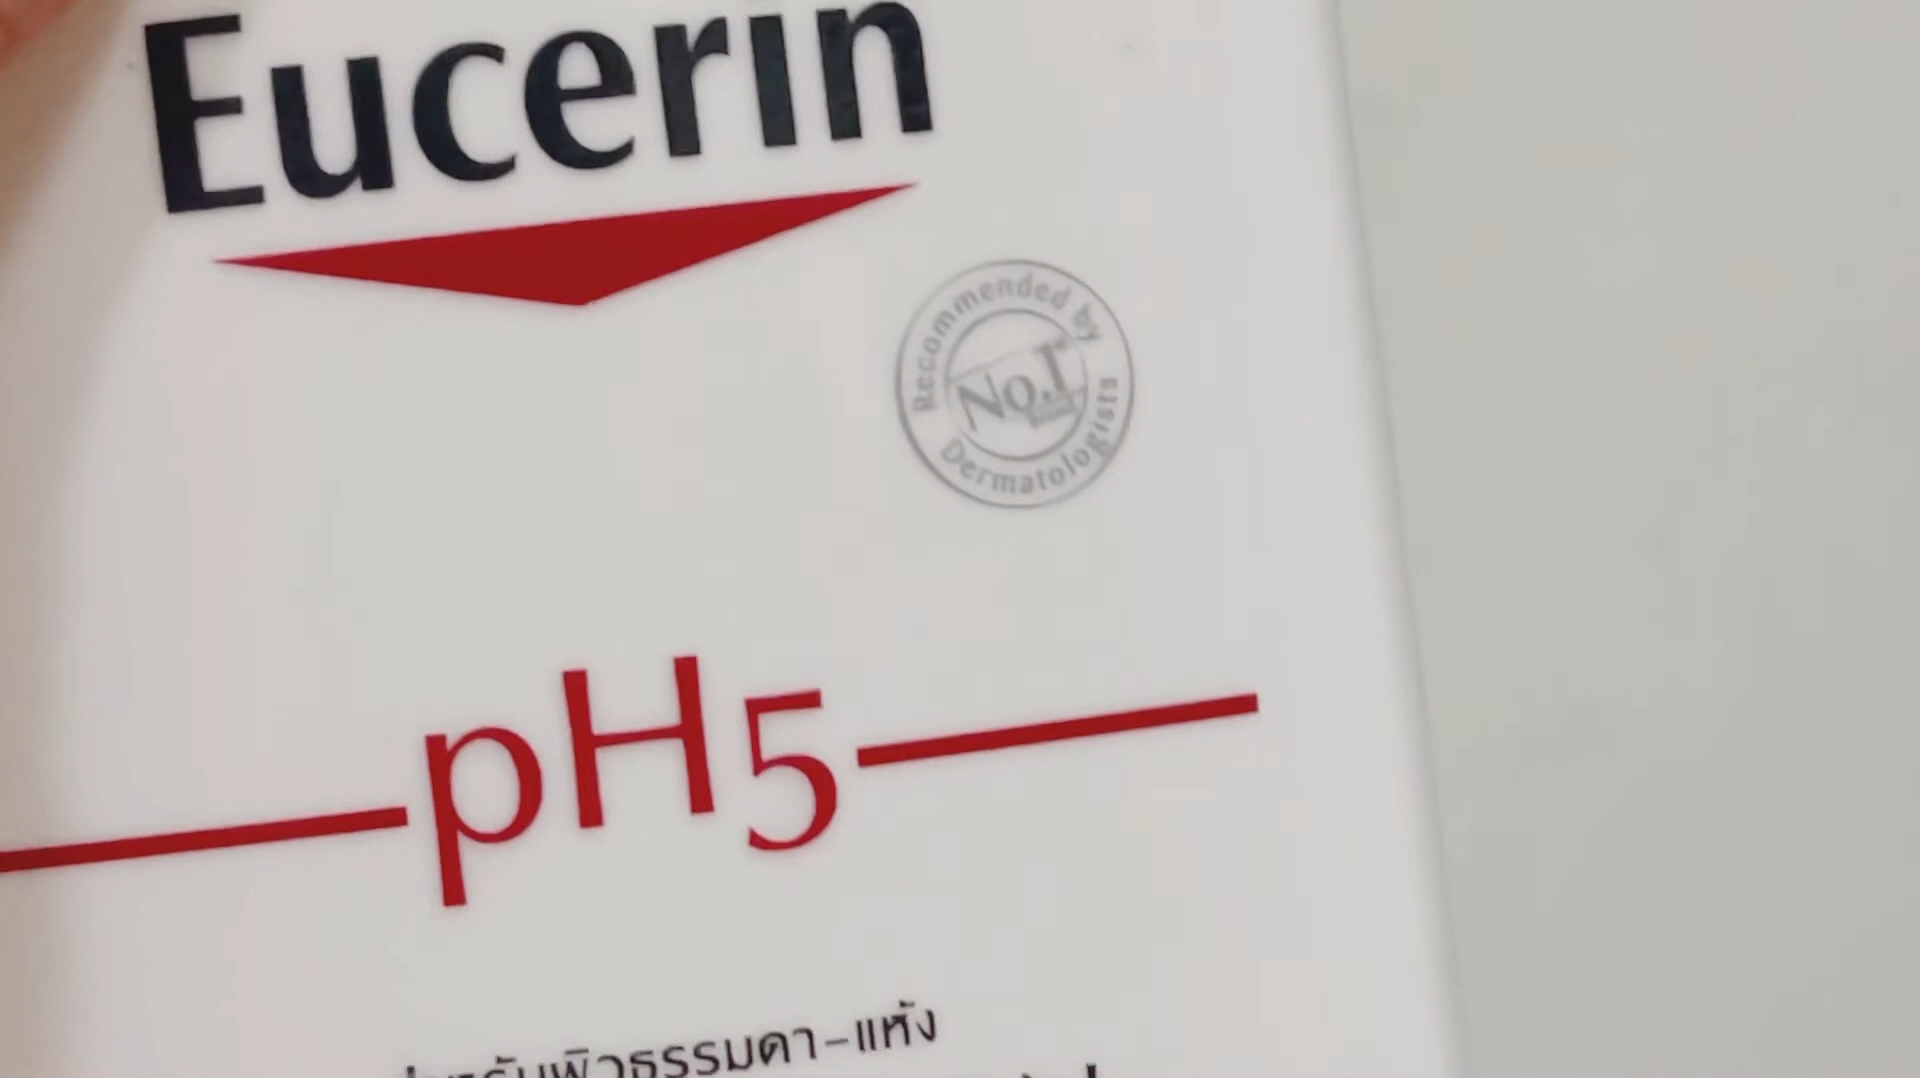 Eucerin
Recommended by
No.1
Dermatologists
pH5
สำหรับผิวธรรมดา-แห้ง